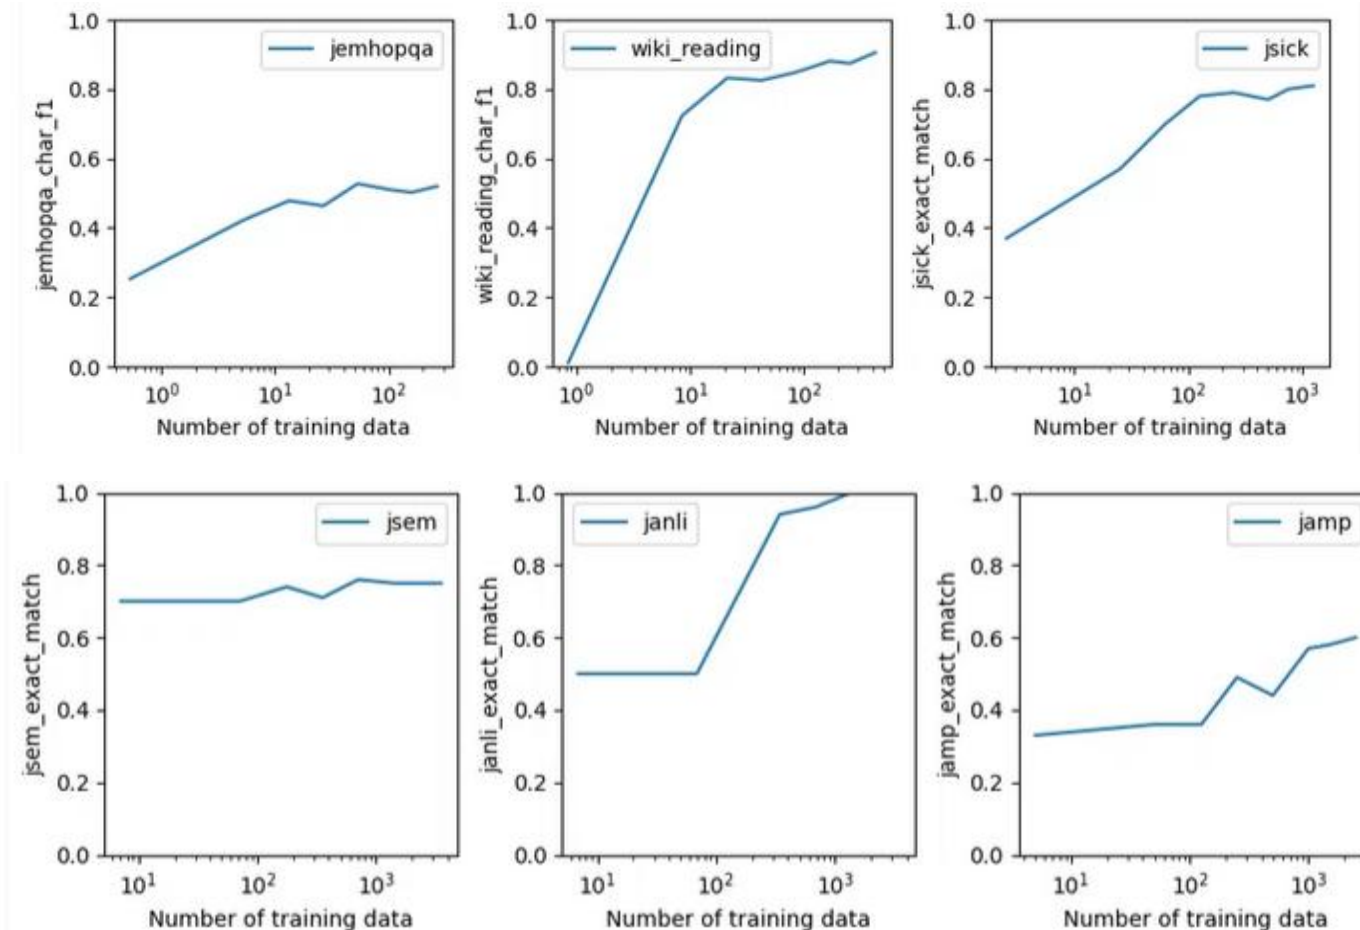 jemhopqa_char_f1
1.0
0.8
0.6
0.4
0.2
0.0
jemhopqa
10⁰ 10¹ 10²
Number of training data
wiki_reading_char_f1
1.0
0.8
0.6
0.4
0.2
0.0
wiki_reading
10⁰ 10¹ 10²
Number of training data
jsick_exact_match
1.0
0.8
0.6
0.4
0.2
0.0
jsick
10¹ 10² 10³
Number of training data
jsem_exact_match
1.0
0.8
0.6
0.4
0.2
0.0
jsem
10¹ 10² 10³
Number of training data
janli_exact_match
1.0
0.8
0.6
0.4
0.2
0.0
janli
10¹ 10² 10³
Number of training data
jamp_exact_match
1.0
0.8
0.6
0.4
0.2
0.0
jamp
10¹ 10² 10³
Number of training data